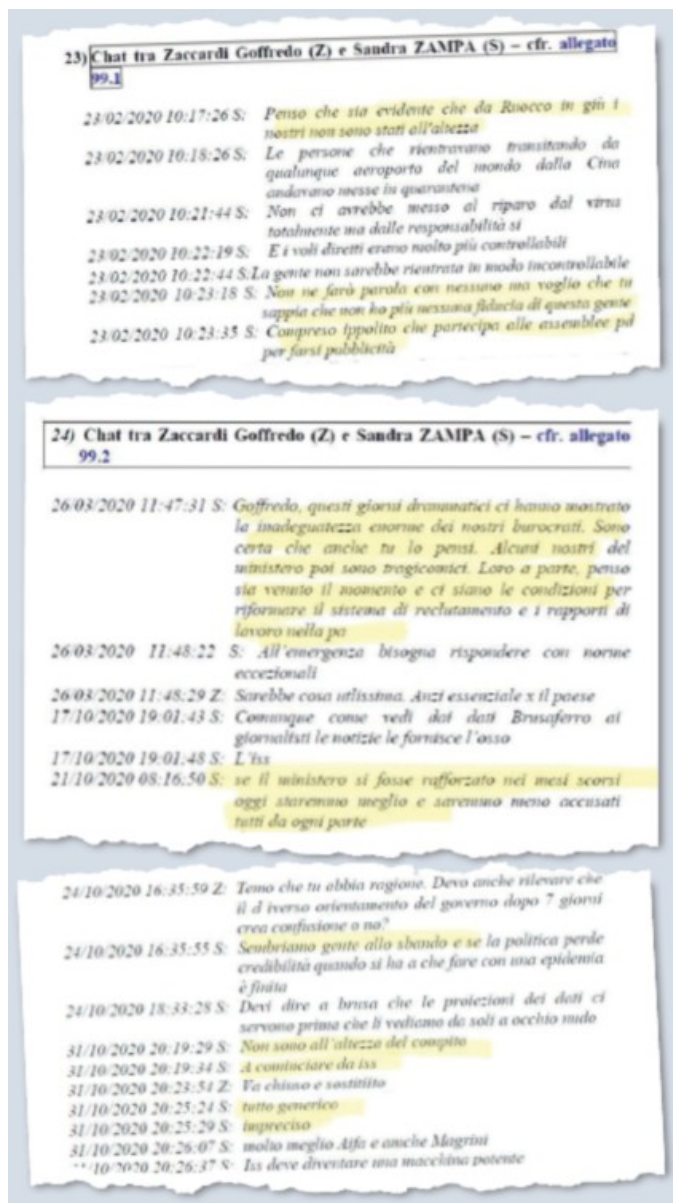 23) Chat tra Zaccardi Goffredo (Z) e Sandra ZAMPA (S) – cfr. allegato
99.1
23/02/2020 10:17:26 S: Penso che sia evidente che da Ruocco in giù i
nostri non sono stati all'altezza
23/02/2020 10:18:26 S: Le persone che rientravano transitando da
qualunque aeroporto del mondo dalla Cina
andavano messe in quarantena
23/02/2020 10:21:44 S: Non ci avrebbe messo al riparo dal virus
totalmente ma dalle responsabilità si
23/02/2020 10:22:19 S: E i voli diretti erano molto più controllabili
23/02/2020 10:22:44 S: La gente non sarebbe rientrata in modo incontrollabile
23/02/2020 10:23:18 S: Non ne farò parola con nessuno ma voglio che tu
sappia che non ho più nessuna fiducia di questa gente
23/02/2020 10:23:35 S: Compreso ippolito che partecipa alle assemblee pd
per farsi pubblicità
24) Chat tra Zaccardi Goffredo (Z) e Sandra ZAMPA (S) – cfr. allegato
99.2
26/03/2020 11:47:31 S: Goffredo, questi giorni drammatici ci hanno mostrato
la inadeguatezza enorme dei nostri burocrati. Sono
certa che anche tu lo pensi. Alcuni nostri del
ministero poi sono tragicomici. Loro a parte, penso
sia venuto il momento e ci siano le condizioni per
riformare il sistema di reclutamento e i rapporti di
lavoro nella pa
26/03/2020 11:48:22 S: All'emergenza bisogna rispondere con norme
eccezionali
26/03/2020 11:48:29 Z: Sarebbe cosa utilissima. Anzi essenziale x il paese
17/10/2020 19:01:43 S: Comunque come vedi dai dati Brusaferro ai
giornalisti le notizie le fornisce l'osso
17/10/2020 19:01:48 S: L'iss
21/10/2020 08:16:50 S: se il ministero si fosse rafforzato nei mesi scorsi
oggi staremmo meglio e saremmo meno accusati
tutti da ogni parte
24/10/2020 16:35:59 Z: Temo che tu abbia ragione. Devo anche rilevare che
il d iverso orientamento del governo dopo 7 giorni
crea confusione o no?
24/10/2020 16:35:55 S: Sembriamo gente allo sbando e se la politica perde
credibilità quando si ha a che fare con una epidemia
è finita
24/10/2020 18:33:28 S: Devi dire a brusa che le proiezioni dei dati ci
servono prima che li vediamo da soli a occhio nudo
31/10/2020 20:19:29 S: Non sono all'altezza del compito
31/10/2020 20:19:34 S: A cominciare da iss
31/10/2020 20:23:54 Z: Va chiuso e sostituito
31/10/2020 20:25:24 S: tutto generico
31/10/2020 20:25:29 S: impreciso
31/10/2020 20:26:07 S: molto meglio Aifa e anche Magrini
/10/2020 20:26:37 S: Iss deve diventare una macchina potente